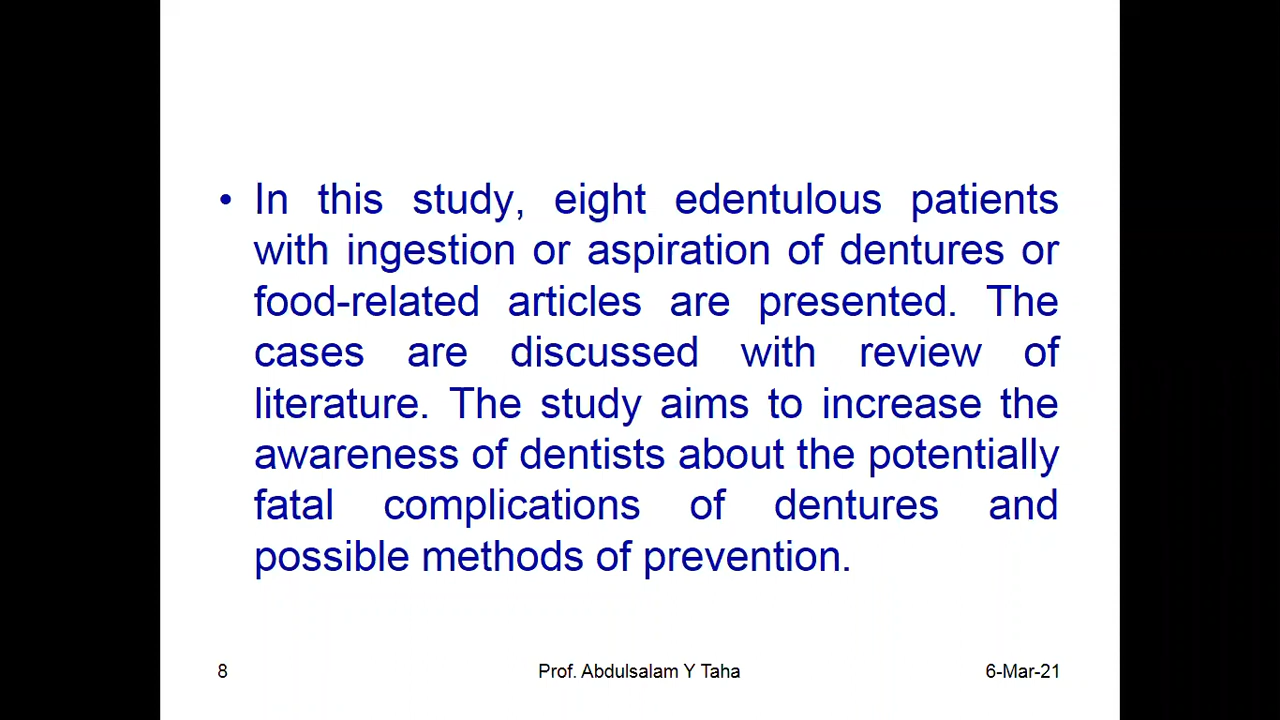 • In this study, eight edentulous patients
with ingestion or aspiration of dentures or
food-related articles are presented. The
cases are discussed with review of
literature. The study aims to increase the
awareness of dentists about the potentially
fatal complications of dentures and
possible methods of prevention.
8 Prof. Abdulsalam Y Taha 6-Mar-21